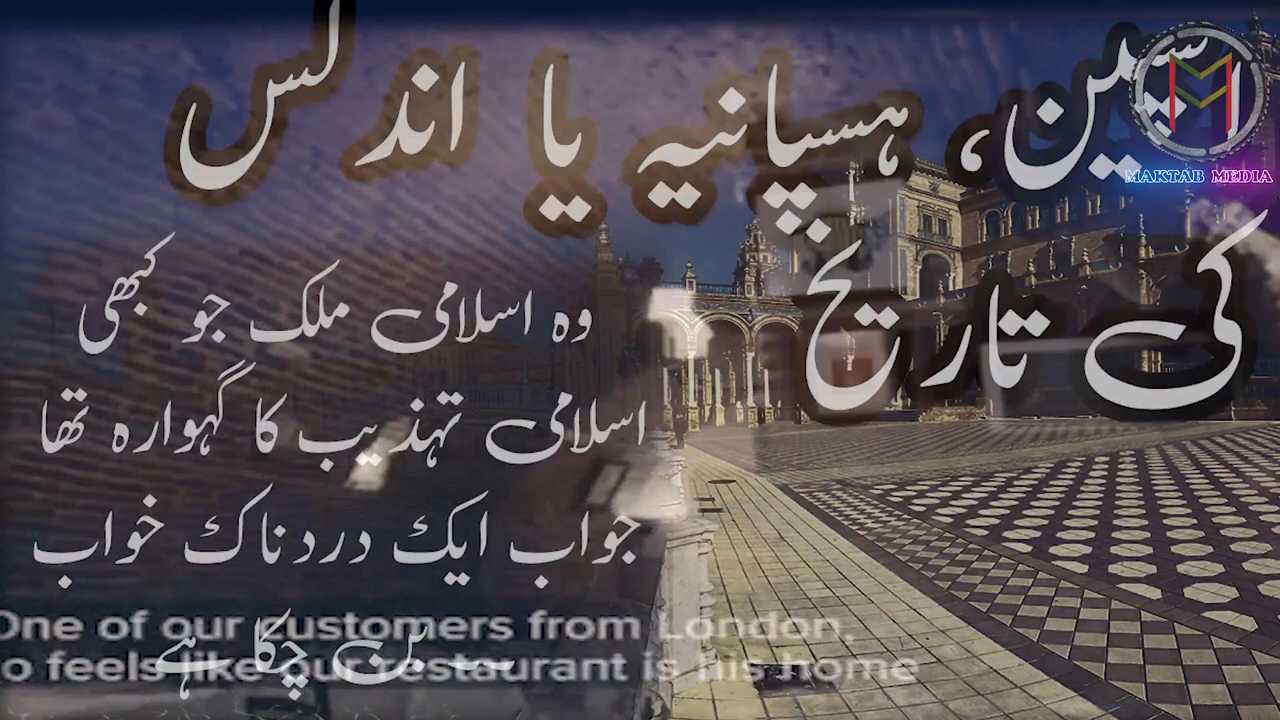 اسپین، ہسپانیہ یا اندلس
کی تاریخ
وہ اسلامی ملک جو کبھی
اسلامی تہذیب کا گہوارہ تھا
جواب ایک دردناک خواب
بن چکا ہے
One of our customers from London,
o feels like our restaurant is his home
MAKTAB MEDIA